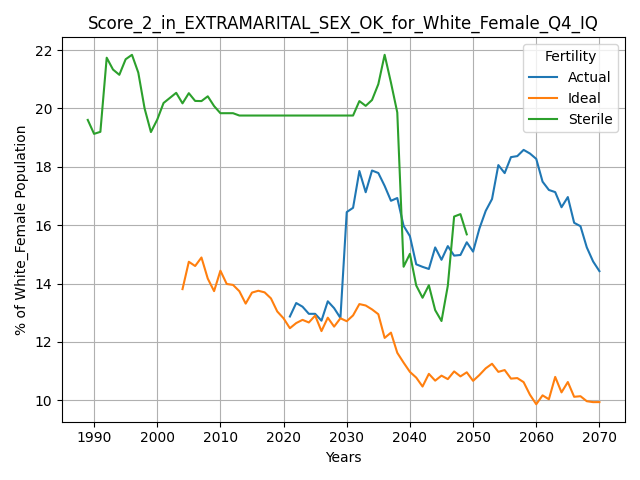 Score_2_in_EXTRAMARITAL_SEX_OK_for_White_Female_Q4_IQ
Fertility
Actual
Ideal
Sterile
% of White_Female Population
22
20
18
16
14
12
10
1990 2000 2010 2020 2030 2040 2050 2060 2070
Years